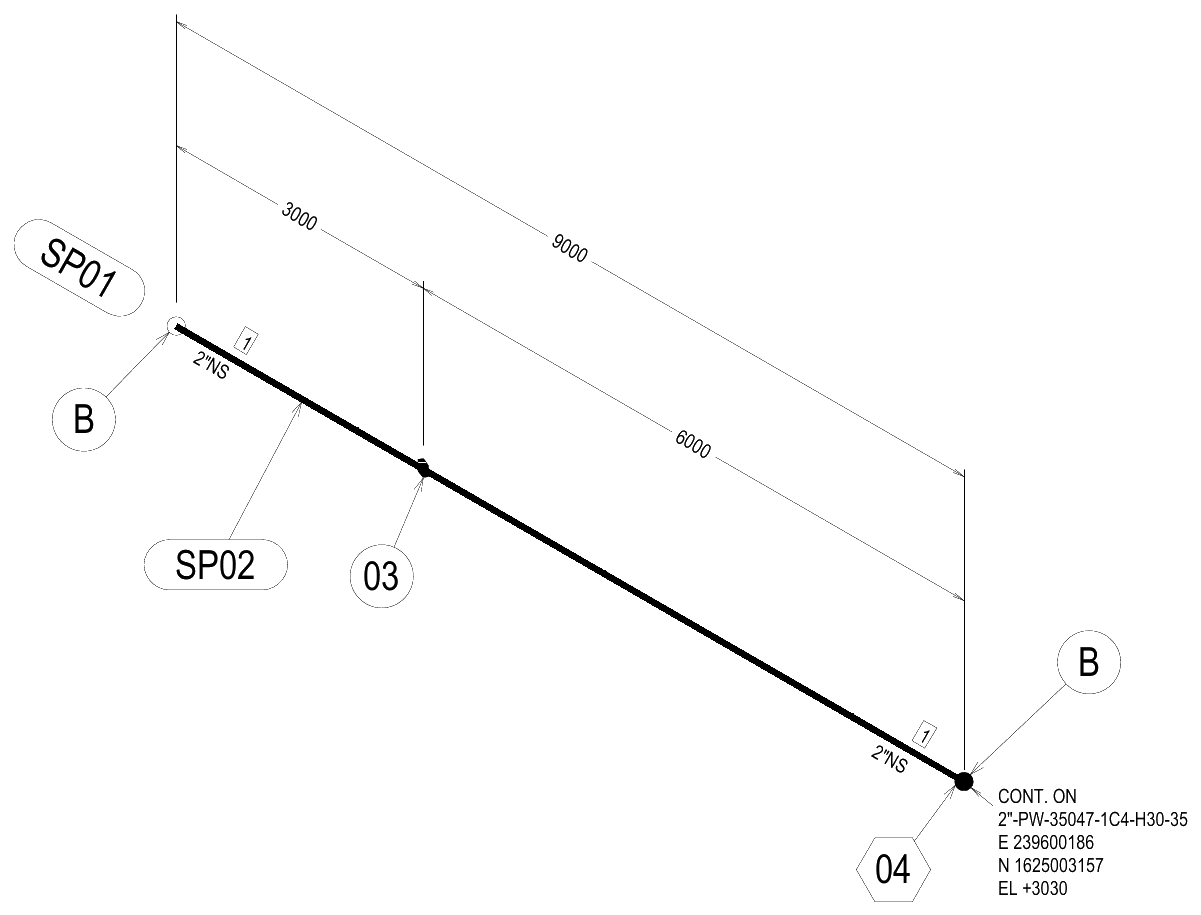 9000
3000
SP01
1
2"NS
B
6000
SP02
03
B
1
2"NS
CONT. ON
2"-PW-35047-1C4-H30-35
E 239600186
N 1625003157
EL +3030
04